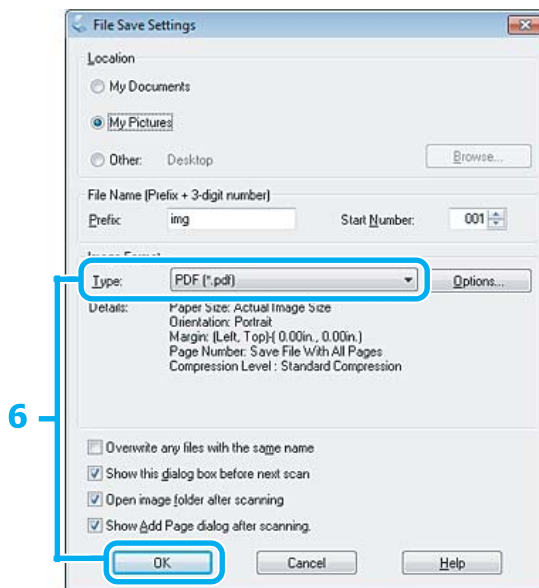 File Save Settings
Location
My Documents
My Pictures
Other: Desktop Browse...
File Name (Prefix + 3-digit number)
Prefix: img Start Number: 001
Image Format
Type: PDF (*.pdf) Options...
Details: Paper Size: Actual Image Size
Orientation: Portrait
Margin: (Left, Top)-( 0.00in., 0.00in.)
Page Number: Save File With All Pages
Compression Level : Standard Compression
6
Overwrite any files with the same name
Show this dialog box before next scan
Open image folder after scanning
Show Add Page dialog after scanning.
OK Cancel Help